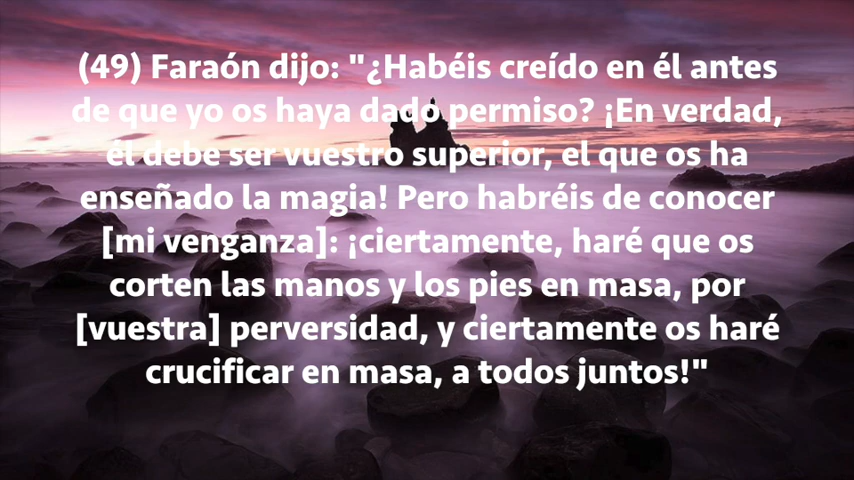 (49) Faraón dijo: "¿Habéis creído en él antes
de que yo os haya dado permiso? ¡En verdad,
él debe ser vuestro superior, el que os ha
enseñado la magia! Pero habréis de conocer
[mi venganza]: ¡ciertamente, haré que os
corten las manos y los pies en masa, por
[vuestra] perversidad, y ciertamente os haré
crucificar en masa, a todos juntos!"